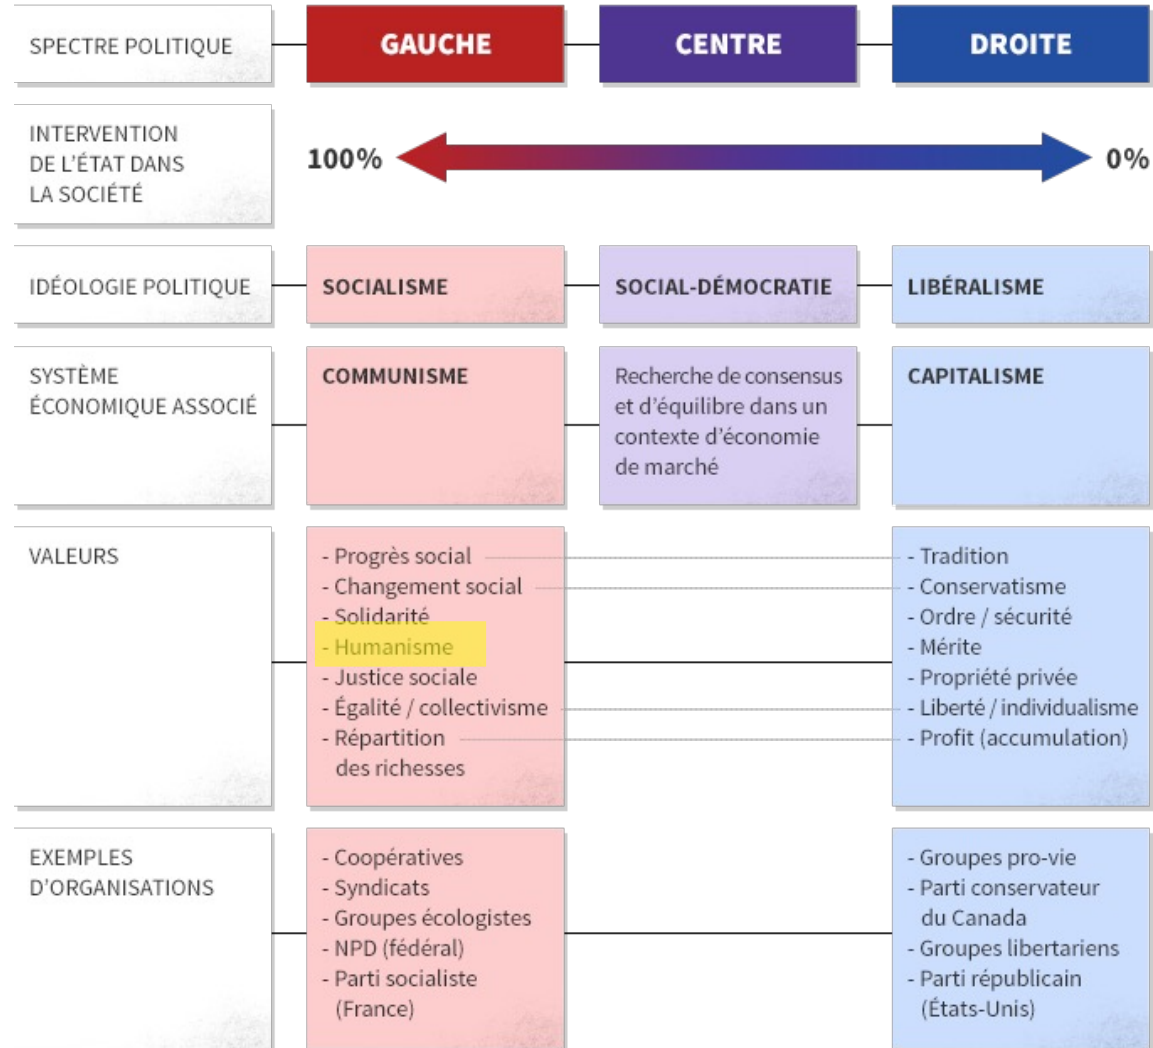 SPECTRE POLITIQUE
GAUCHE
CENTRE
DROITE
INTERVENTION
DE L'ÉTAT DANS
LA SOCIÉTÉ
100%
0%
IDÉOLOGIE POLITIQUE
SOCIALISME
SOCIAL-DÉMOCRATIE
LIBÉRALISME
SYSTÈME
ÉCONOMIQUE ASSOCIÉ
COMMUNISME
Recherche de consensus
et d'équilibre dans un
contexte d'économie
de marché
CAPITALISME
VALEURS
- Progrès social
- Changement social
- Solidarité
- Humanisme
- Justice sociale
- Égalité / collectivisme
- Répartition
des richesses
- Tradition
- Conservatisme
- Ordre / sécurité
- Mérite
- Propriété privée
- Liberté / individualisme
- Profit (accumulation)
EXEMPLES
D'ORGANISATIONS
- Coopératives
- Syndicats
- Groupes écologistes
- NPD (fédéral)
- Parti socialiste
(France)
- Groupes pro-vie
- Parti conservateur
du Canada
- Groupes libertariens
- Parti républicain
(États-Unis)